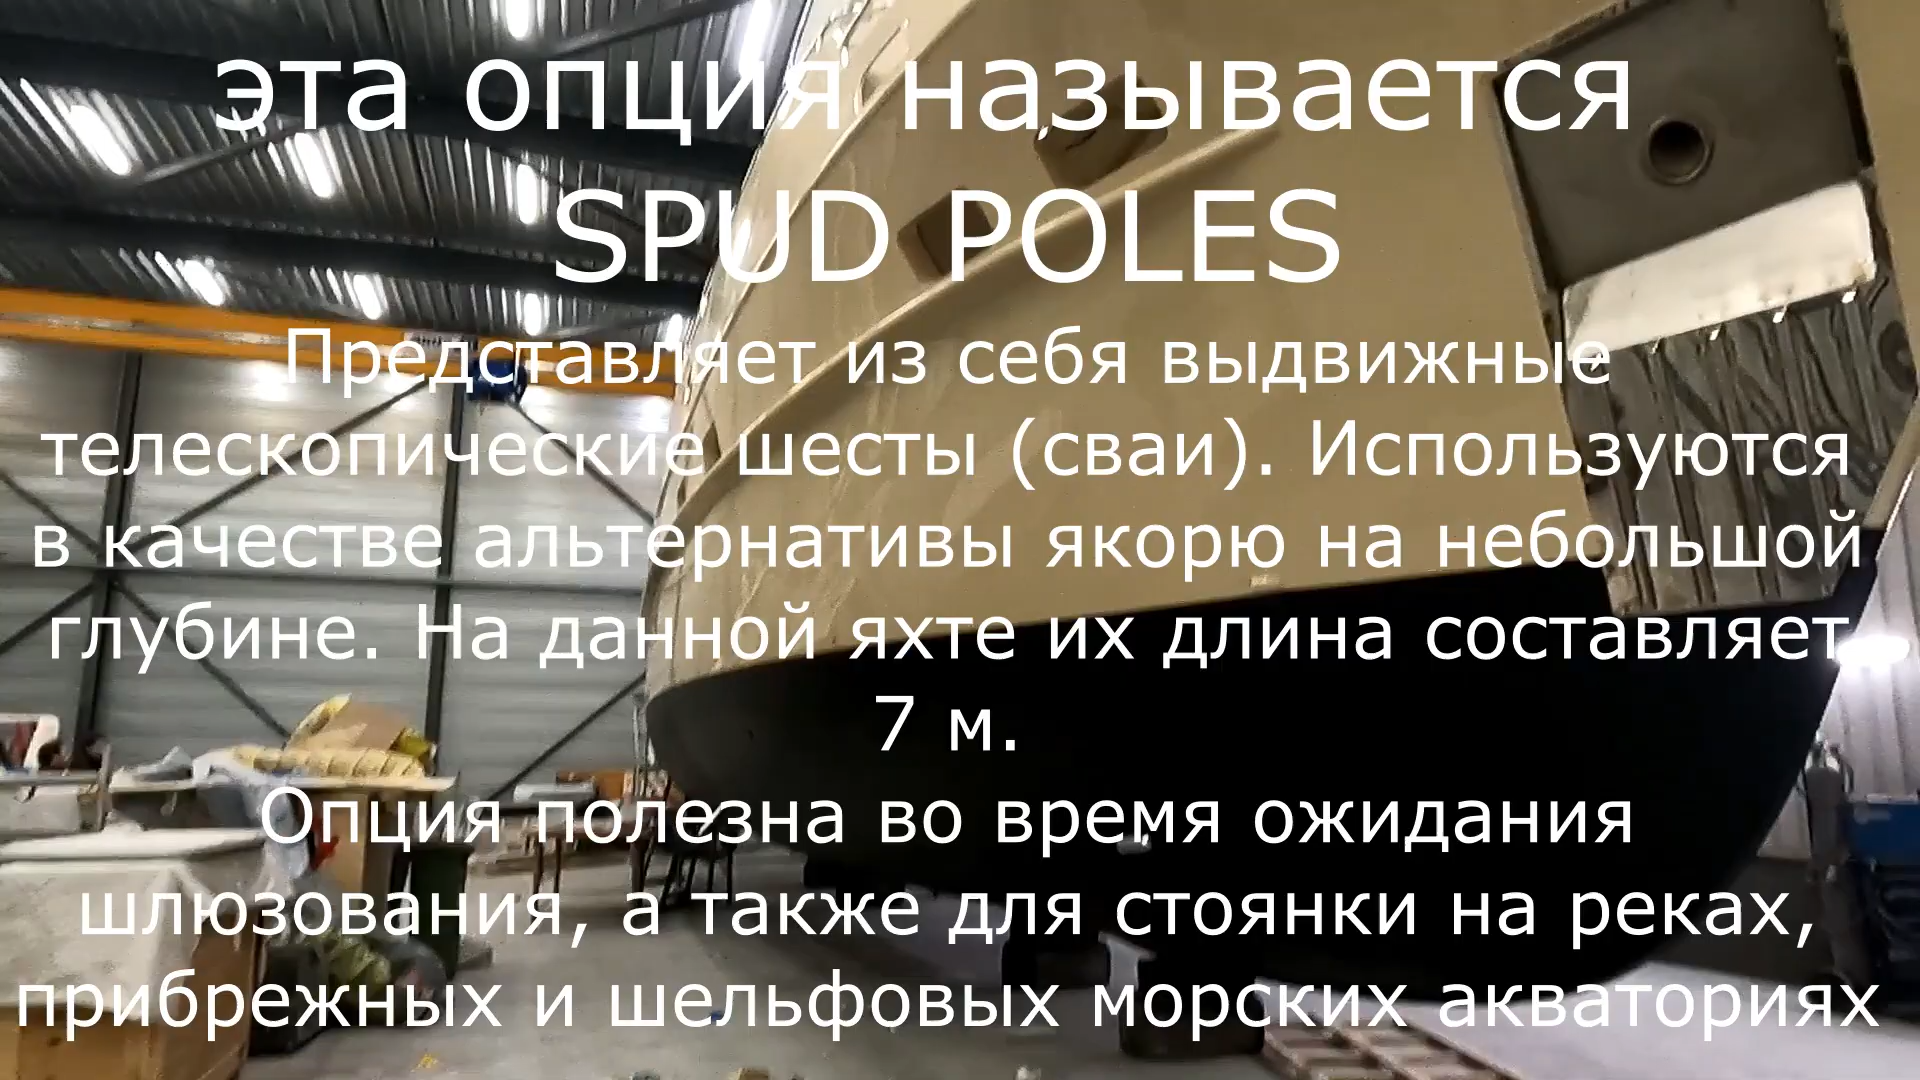 эта опция называется
SPUD POLES
Представляет из себя выдвижные
телескопические шесты (сваи). Используются
в качестве альтернативы якорю на небольшой
глубине. На данной яхте их длина составляет
7 м.
Опция полезна во время ожидания
шлюзования, а также для стоянки на реках,
прибрежных и шельфовых морских акваториях